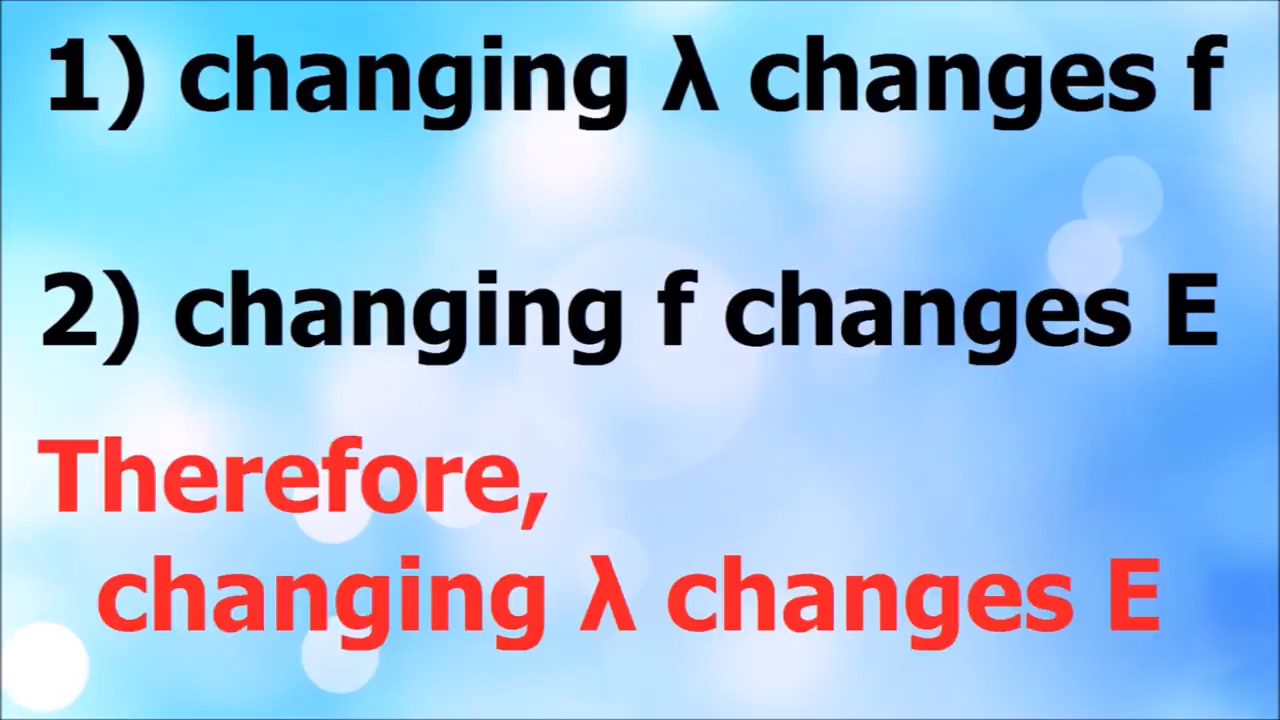 1) changing λ changes f
2) changing f changes E
Therefore,
changing λ changes E